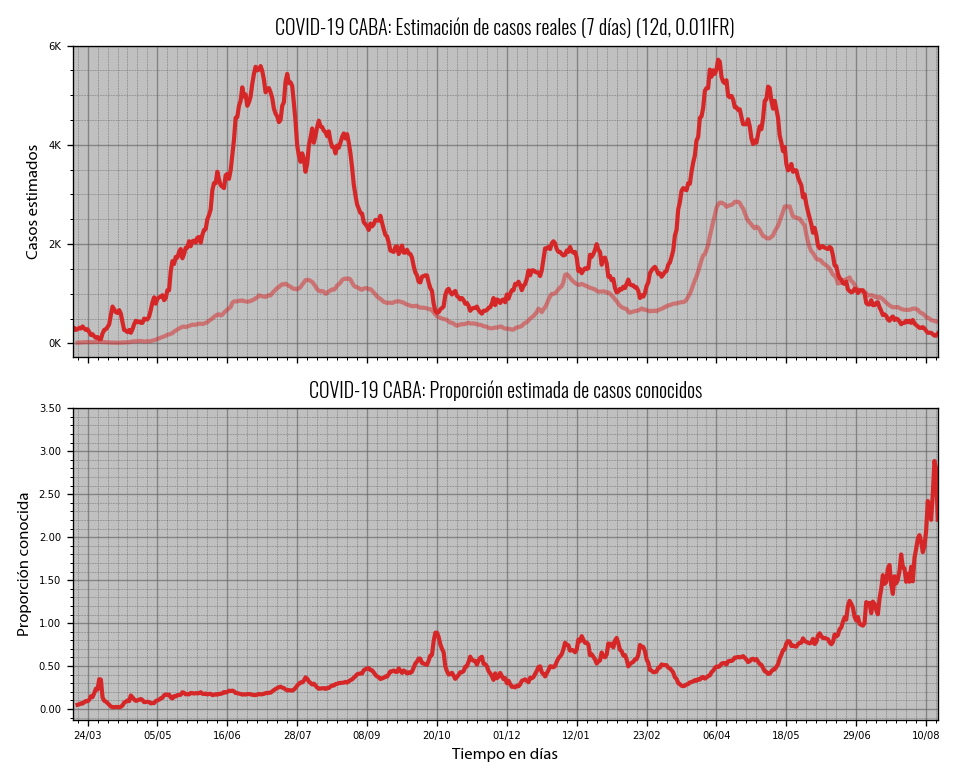 COVID-19 CABA: Estimación de casos reales (7 días) (12d, 0.01IFR)
6K
4K
2K
0K
Casos estimados
COVID-19 CABA: Proporción estimada de casos conocidos
3.50
3.00
2.50
2.00
1.50
1.00
0.50
0.00
Proporción conocida
24/03 05/05 16/06 28/07 08/09 20/10 01/12 12/01 23/02 06/04 18/05 29/06 10/08
Tiempo en días